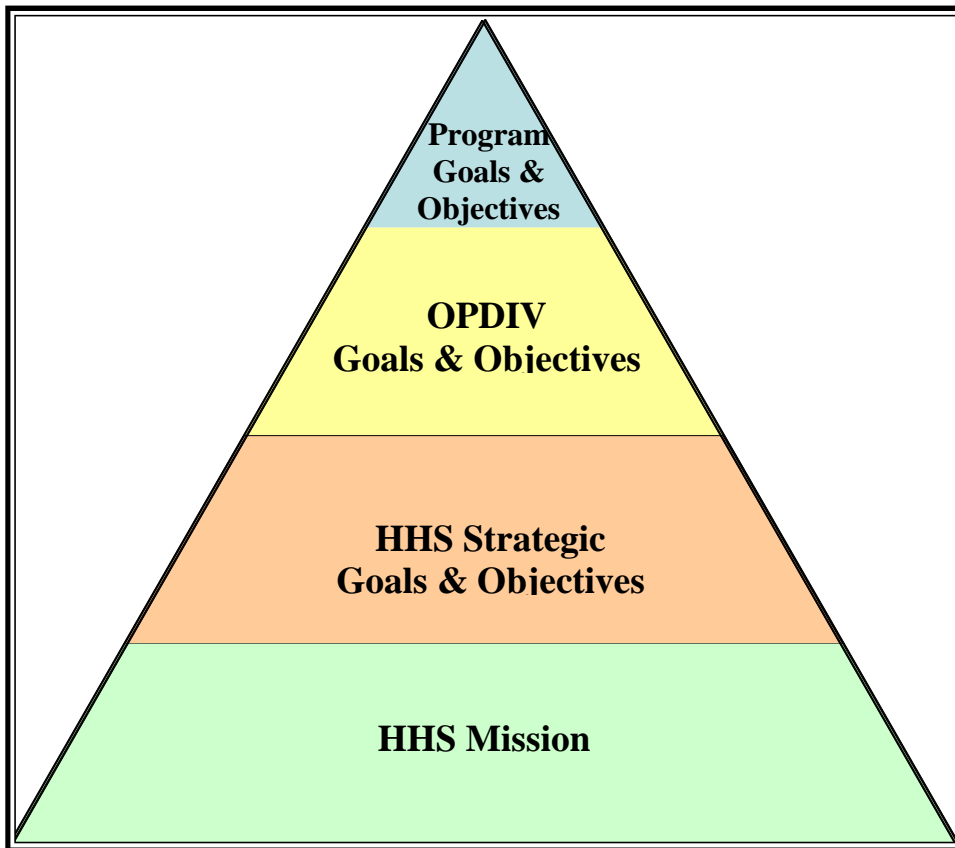 Program
Goals &
Objectives
OPDIV
Goals & Objectives
HHS Strategic
Goals & Objectives
HHS Mission